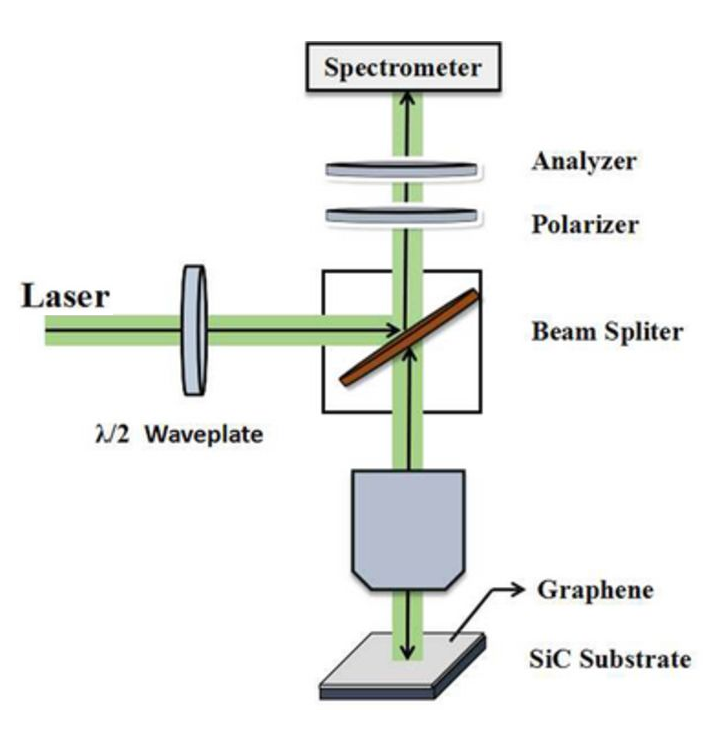 Spectrometer
Analyzer
Polarizer
Laser
Beam Spliter
λ/2 Waveplate
Graphene
SiC Substrate